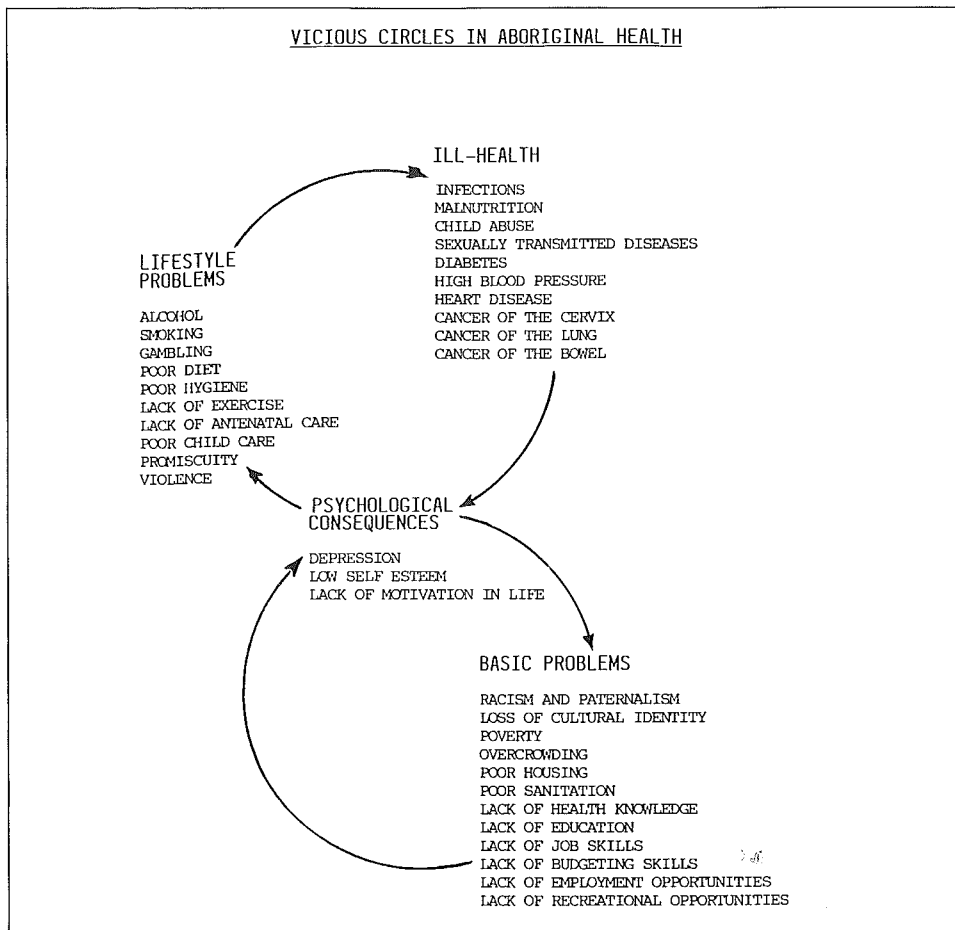 VICIOUS CIRCLES IN ABORIGINAL HEALTH
ILL-HEALTH
INFECTIONS
MALNUTRITION
CHILD ABUSE
SEXUALLY TRANSMITTED DISEASES
DIABETES
HIGH BLOOD PRESSURE
HEART DISEASE
CANCER OF THE CERVIX
CANCER OF THE LUNG
CANCER OF THE BOWEL
LIFESTYLE
PROBLEMS
ALCOHOL
SMOKING
GAMBLING
POOR DIET
POOR HYGIENE
LACK OF EXERCISE
LACK OF ANTENATAL CARE
POOR CHILD CARE
PROMISCUITY
VIOLENCE
PSYCHOLOGICAL
CONSEQUENCES
DEPRESSION
LOW SELF ESTEEM
LACK OF MOTIVATION IN LIFE
BASIC PROBLEMS
RACISM AND PATERNALISM
LOSS OF CULTURAL IDENTITY
POVERTY
OVERCROWDING
POOR HOUSING
POOR SANITATION
LACK OF HEALTH KNOWLEDGE
LACK OF EDUCATION
LACK OF JOB SKILLS
LACK OF BUDGETING SKILLS
LACK OF EMPLOYMENT OPPORTUNITIES
LACK OF RECREATIONAL OPPORTUNITIES